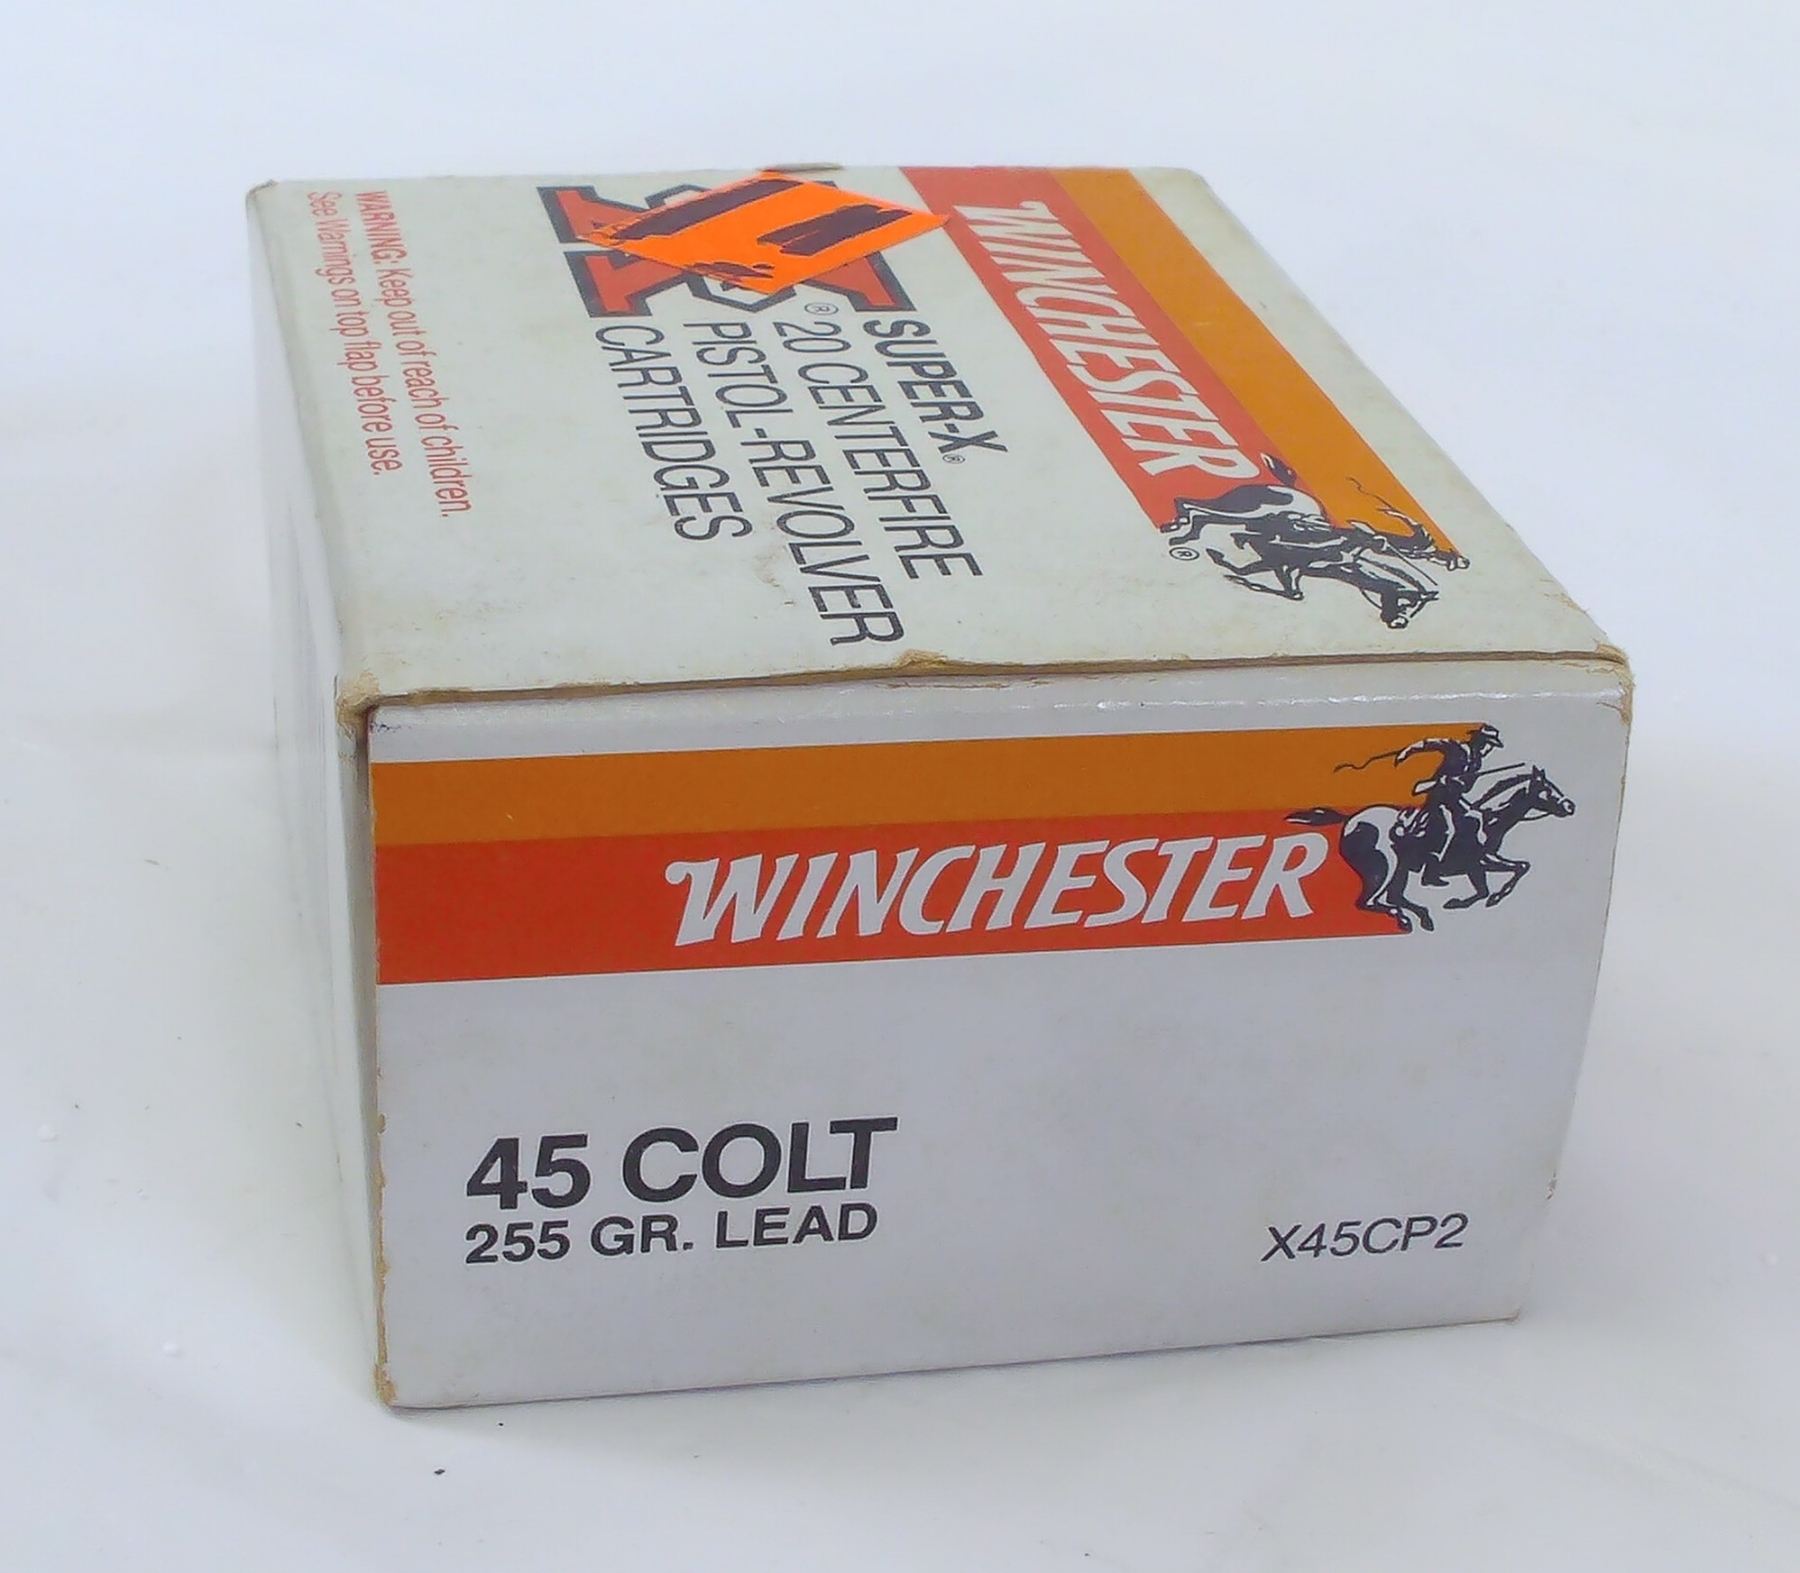 WINCHESTER
®
SUPER-X®
® 20 CENTERFIRE
PISTOL-REVOLVER
CARTRIDGES
WARNING: Keep out of reach of children.
See Warnings on top flap before use.
WINCHESTER
45 COLT
255 GR. LEAD
X45CP2